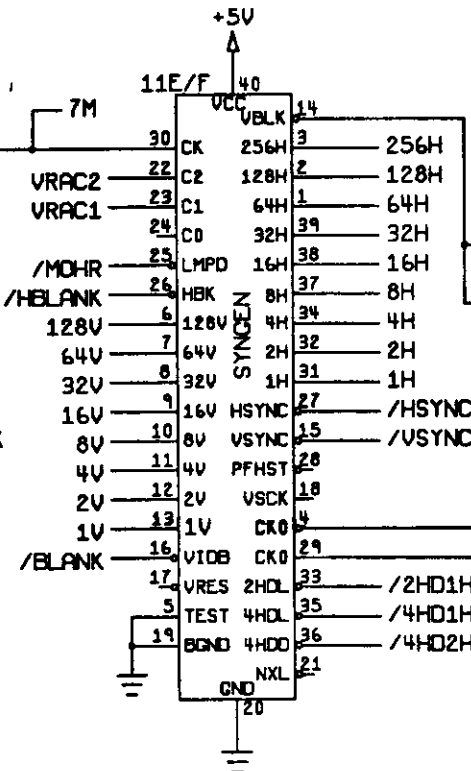 +5V
11E/F 40
VCC
7M
VBLK 14
30 CK 256H 3 256H
VRAC2 22 C2 128H 2 128H
VRAC1 23 C1 64H 1 64H
24 C0 32H 39 32H
/MOHR 25 LMPD 16H 38 16H
/HBLANK 26 HBK 8H 37 8H
128V 6 128V 4H 34 4H
64V 7 64V 2H 32 2H
32V 8 32V 1H 31 1H
SYNGEN
16V 9 16V HSYNC 27 /HSYNC
8V 10 8V VSYNC 15 /VSYNC
4V 11 4V PFHST 28
2V 12 2V VSCK 18
1V 13 1V CK0 4
/BLANK 16 VIDB CK0 29
17 VRES 2HDL 33 /2HD1H
5 TEST 4HDL 35 /4HD1H
19 BGND 4HDD 36 /4HD2H
NXL 21
GND
20